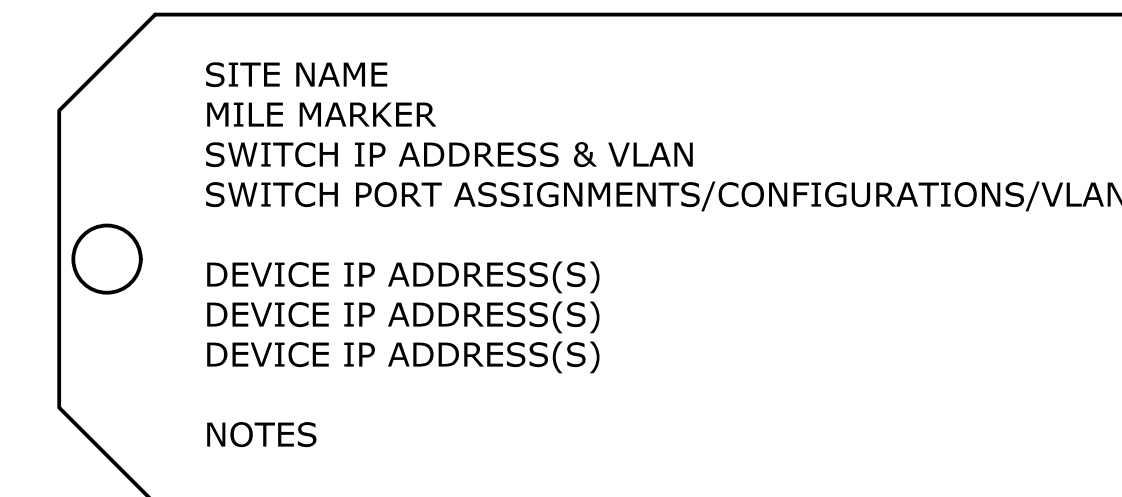 SITE NAME
MILE MARKER
SWITCH IP ADDRESS & VLAN
SWITCH PORT ASSIGNMENTS/CONFIGURATIONS/VLAN
DEVICE IP ADDRESS(S)
DEVICE IP ADDRESS(S)
DEVICE IP ADDRESS(S)
NOTES